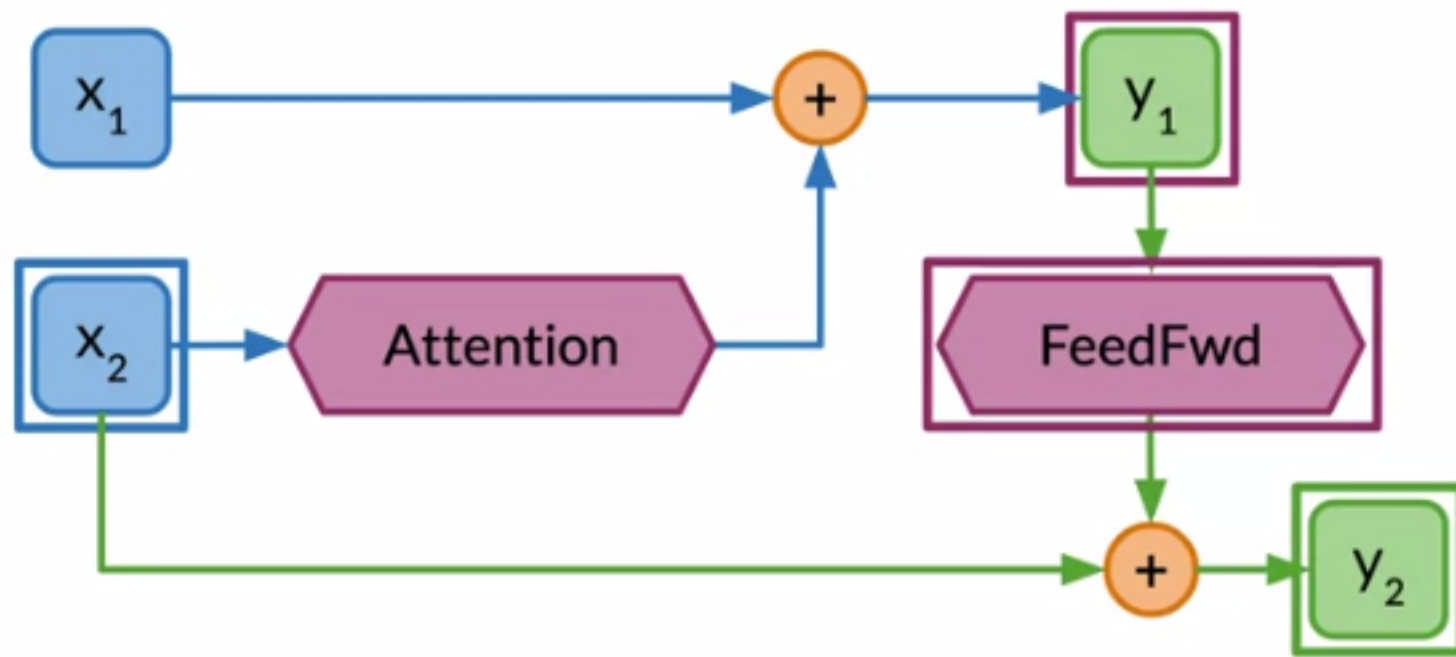 x₁
+
y₁
x₂
Attention
FeedFwd
+
y₂